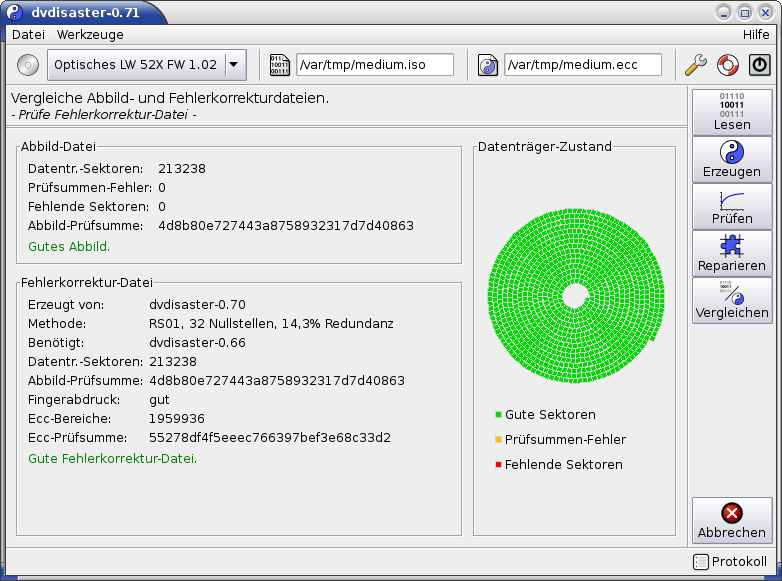 dvdisaster-0.71
Datei Werkzeuge Hilfe
Optisches LW 52X FW 1.02 /var/tmp/medium.iso /var/tmp/medium.ecc
Vergleiche Abbild- und Fehlerkorrekturdateien.
- Prüfe Fehlerkorrektur-Datei -
Abbild-Datei
Datentr.-Sektoren: 213238
Prüfsummen-Fehler: 0
Fehlende Sektoren: 0
Abbild-Prüfsumme: 4d8b80e727443a8758932317d7d40863
Gutes Abbild.
Fehlerkorrektur-Datei
Erzeugt von: dvdisaster-0.70
Methode: RS01, 32 Nullstellen, 14,3% Redundanz
Benötigt: dvdisaster-0.66
Datentr.-Sektoren: 213238
Abbild-Prüfsumme: 4d8b80e727443a8758932317d7d40863
Fingerabdruck: gut
Ecc-Bereiche: 1959936
Ecc-Prüfsumme: 55278df4f5eeec766397bef3e68c33d2
Gute Fehlerkorrektur-Datei.
Datenträger-Zustand
Gute Sektoren
Prüfsummen-Fehler
Fehlende Sektoren
01110
10011
00111
Lesen
Erzeugen
Prüfen
Reparieren
Vergleichen
Abbrechen
Protokoll